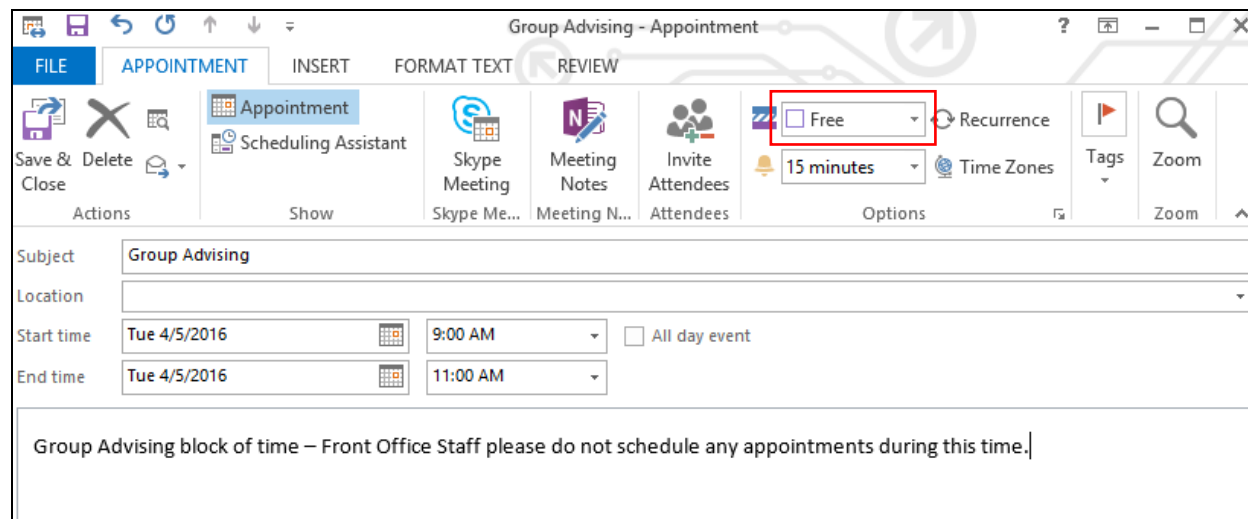 Group Advising - Appointment ?
FILE APPOINTMENT INSERT FORMAT TEXT REVIEW
Appointment
Scheduling Assistant
Save & Close
Delete
Skype Meeting
Meeting Notes
Invite Attendees
Free
Recurrence
15 minutes
Time Zones
Tags
Zoom
Actions Show Skype Me... Meeting N... Attendees Options Zoom
Subject Group Advising
Location
Start time Tue 4/5/2016 9:00 AM All day event
End time Tue 4/5/2016 11:00 AM
Group Advising block of time – Front Office Staff please do not schedule any appointments during this time.